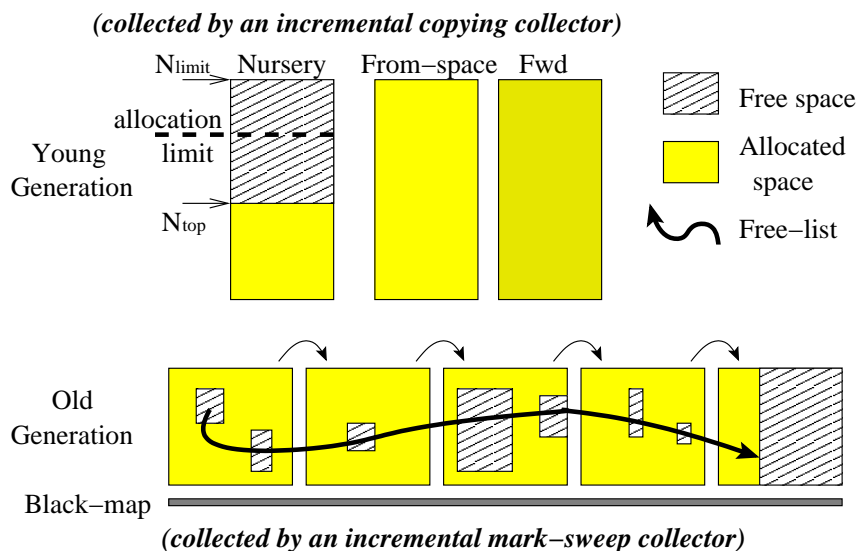 (collected by an incremental copying collector)
Nlimit
Nursery
From−space
Fwd
allocation
limit
Young
Generation
Ntop
Free space
Allocated
space
Free−list
Old
Generation
Black−map
(collected by an incremental mark−sweep collector)